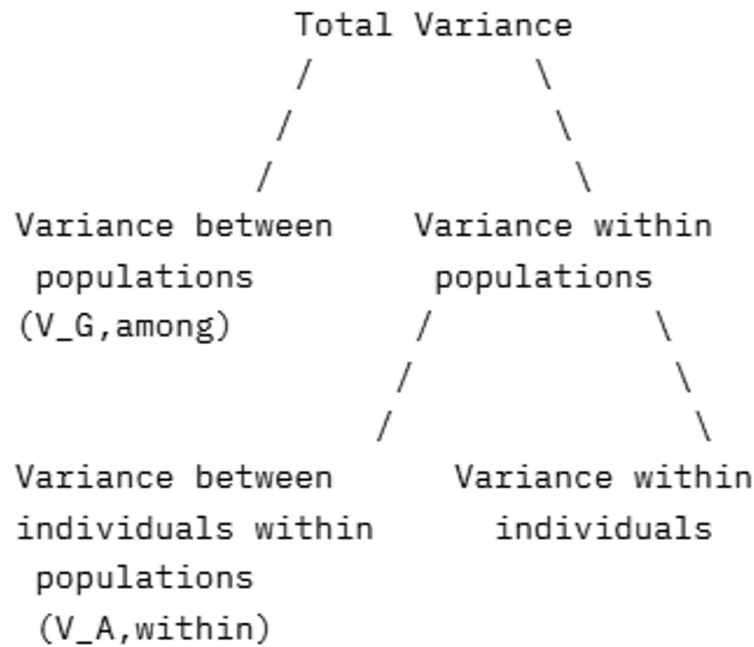 Total Variance
/ \
/ \
/ \
Variance between Variance within
populations populations
(V_G,among) / \
/ \
/ \
Variance between Variance within
individuals within individuals
populations
(V_A,within)